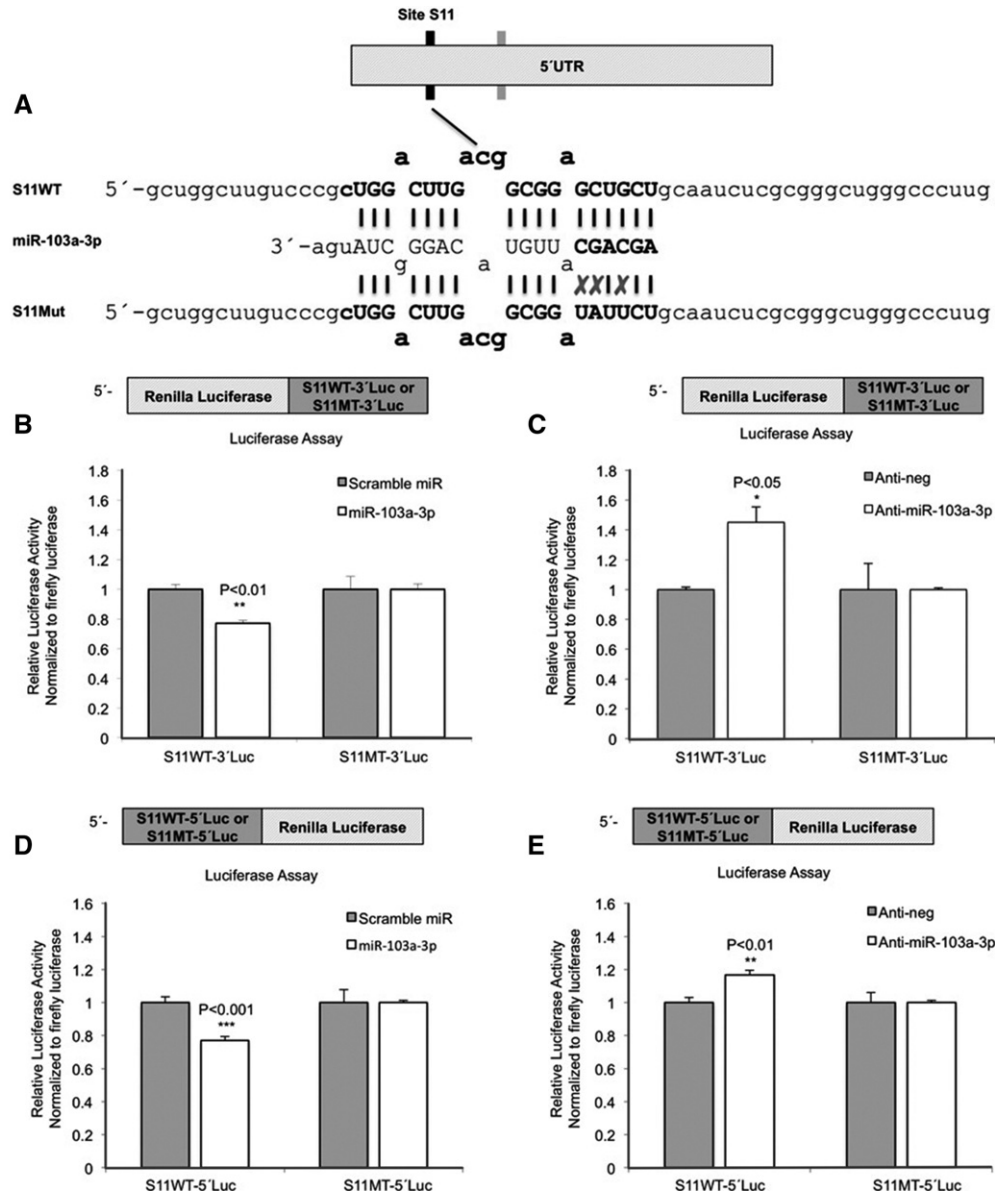 Site S11
5´UTR
A
a acg a
S11WT 5´-gcuggcuugucccgcUGG CUUG GCGG GCUGCUgcaaucucgcgggcugggcccuug
miR-103a-3p 3´-aguAUC GGAC UGUU CGACGA
g a a
XX X
S11Mut 5´-gcuggcuugucccgcUGG CUUG GCGG UAUUCUgcaaucucgcgggcugggcccuug
a acg a
5´- Renilla Luciferase S11WT-3´Luc or
S11MT-3´Luc
B
Luciferase Assay
Relative Luciferase Activity
Normalized to firefly luciferase
1.8
1.6
1.4
1.2
1
0.8
0.6
0.4
0.2
0
Scramble miR
miR-103a-3p
P<0.01
**
S11WT-3´Luc S11MT-3´Luc
5´- Renilla Luciferase S11WT-3´Luc or
S11MT-3´Luc
C
Luciferase Assay
Relative Luciferase Activity
Normalized to firefly luciferase
1.8
1.6
1.4
1.2
1
0.8
0.6
0.4
0.2
0
Anti-neg
Anti-miR-103a-3p
P<0.05
*
S11WT-3´Luc S11MT-3´Luc
5´- S11WT-5´Luc or
S11MT-5´Luc Renilla Luciferase
D
Luciferase Assay
Relative Luciferase Activity
Normalized to firefly luciferase
1.6
1.4
1.2
1
0.8
0.6
0.4
0.2
0
Scramble miR
miR-103a-3p
P<0.001
***
S11WT-5´Luc S11MT-5´Luc
5´- S11WT-5´Luc or
S11MT-5´Luc Renilla Luciferase
E
Luciferase Assay
Relative Luciferase Activity
Normalized to firefly luciferase
1.6
1.4
1.2
1
0.8
0.6
0.4
0.2
0
Anti-neg
Anti-miR-103a-3p
P<0.01
**
S11WT-5´Luc S11MT-5´Luc